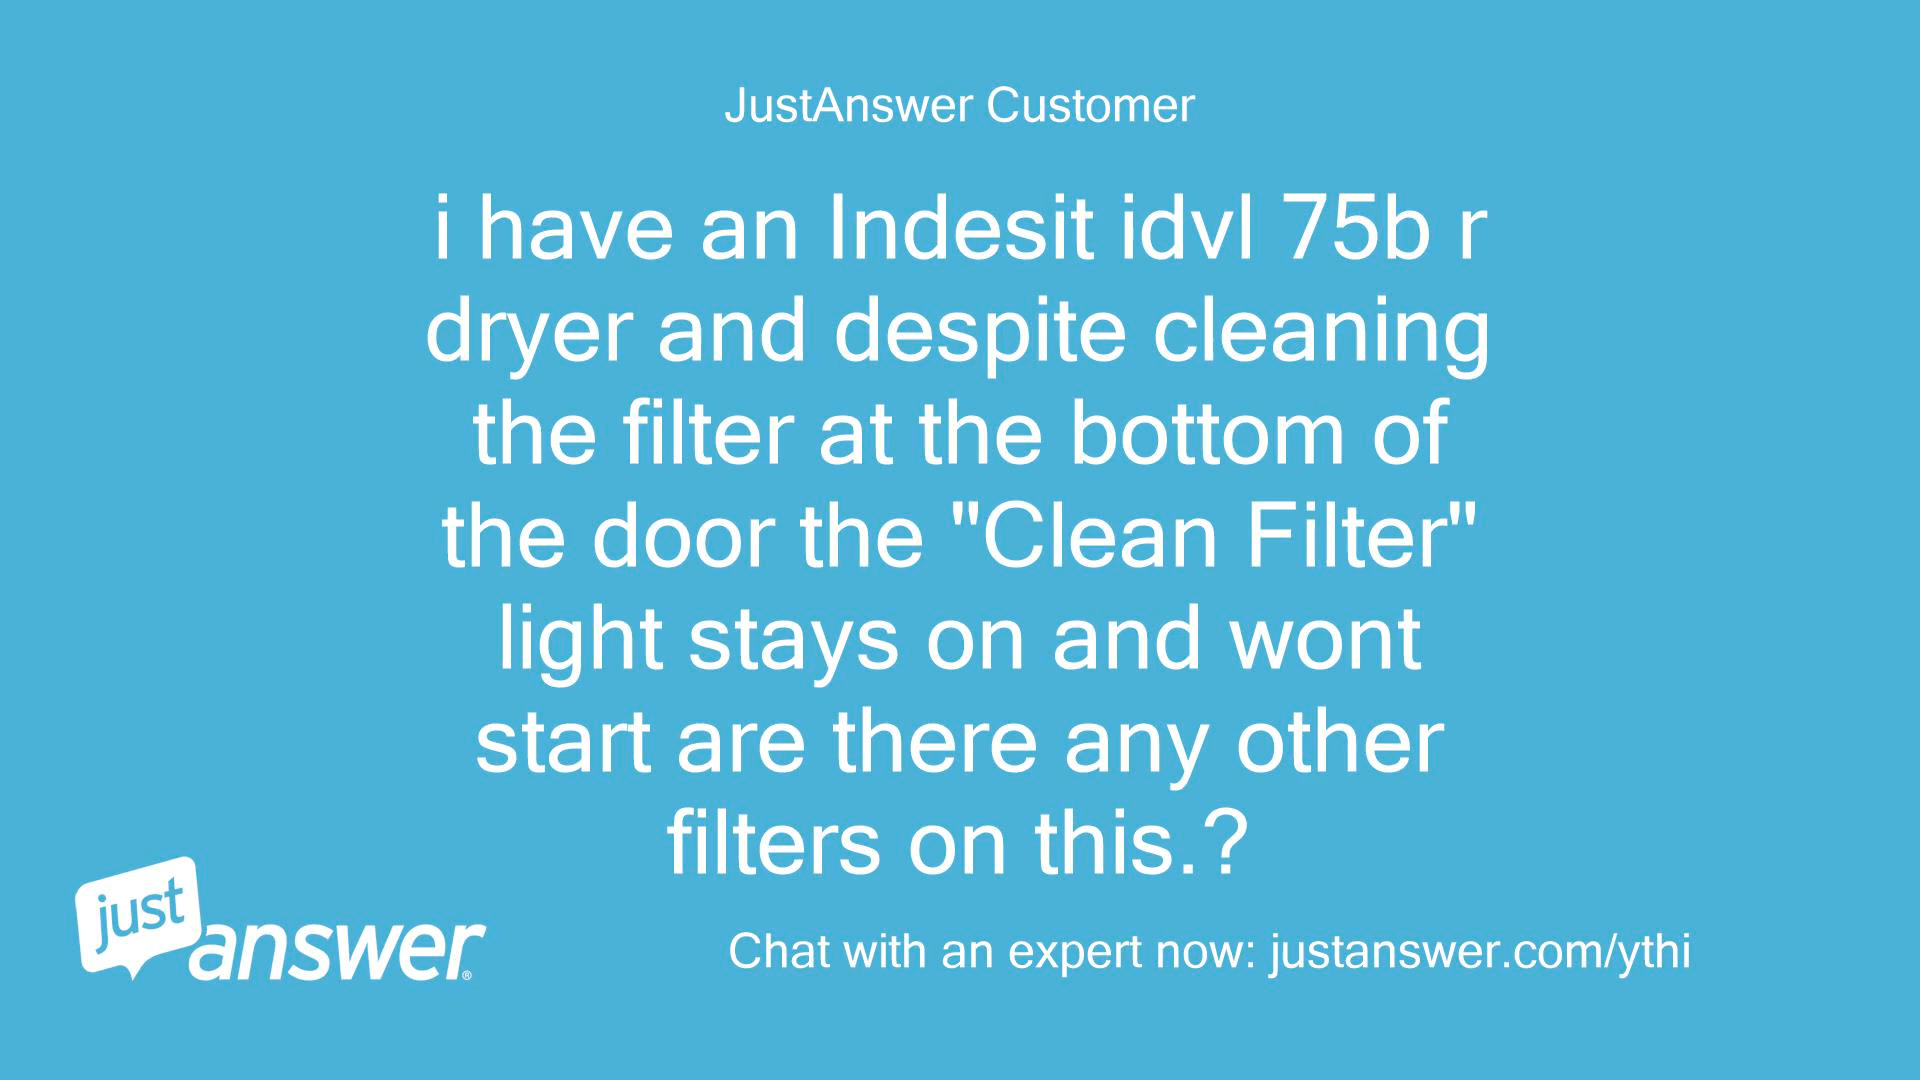 JustAnswer Customer
i have an Indesit idvl 75b r
dryer and despite cleaning
the filter at the bottom of
the door the "Clean Filter"
light stays on and wont
start are there any other
filters on this.?
just
answer®
Chat with an expert now: justanswer.com/ythi